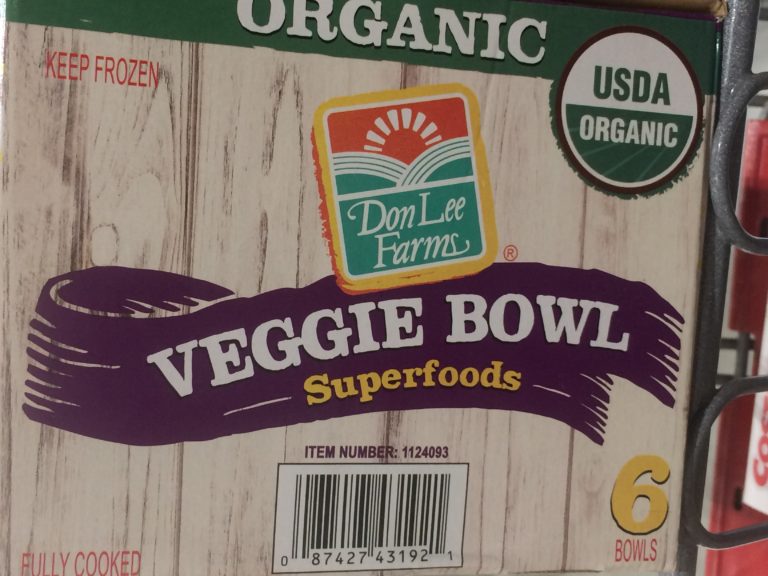 ORGANIC
KEEP FROZEN
USDA
ORGANIC
Don Lee
Farms
®
VEGGIE BOWL
Superfoods
ITEM NUMBER: 1124093
0 87427 43192 1
6
BOWLS
FULLY COOKED